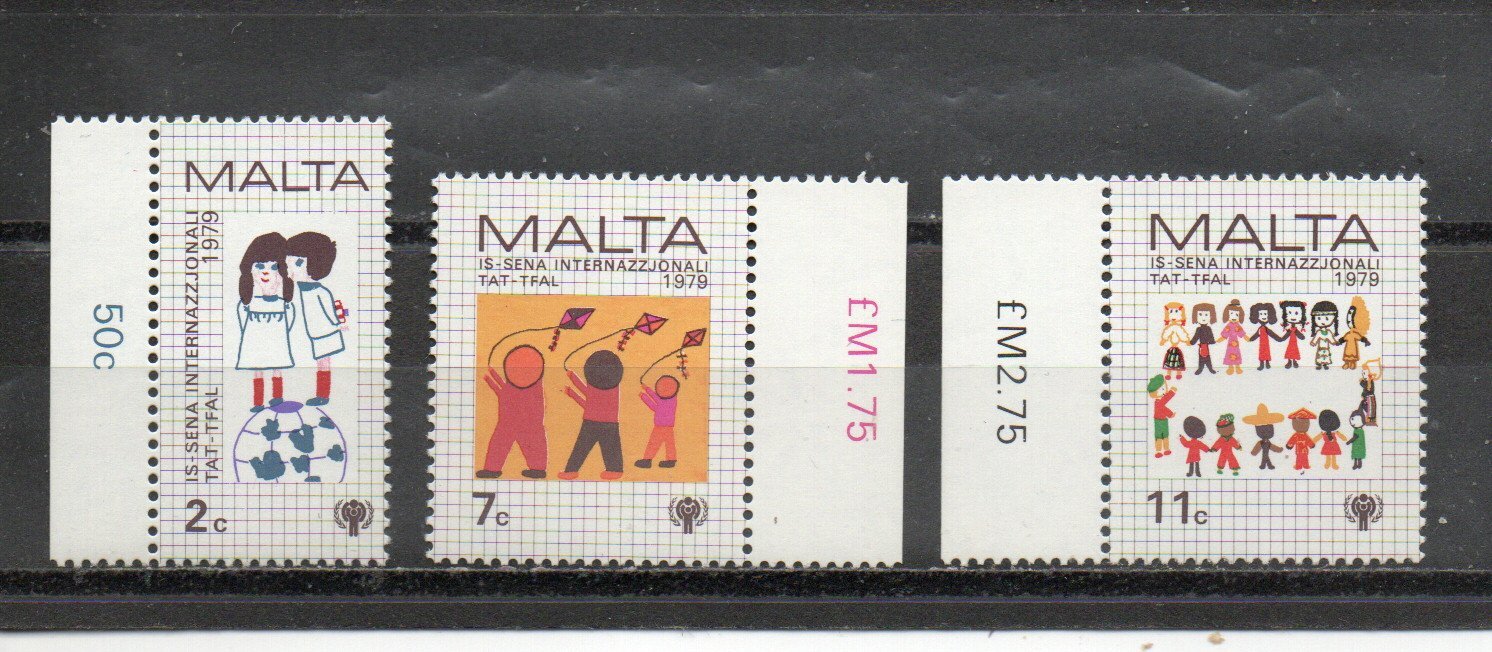 50c
MALTA
IS-SENA INTERNAZZJONALI
TAT-TFAL 1979
2c
MALTA
IS-SENA INTERNAZZJONALI
TAT-TFAL 1979
7c
£M1.75
£M2.75
MALTA
IS-SENA INTERNAZZJONALI
TAT-TFAL 1979
11c